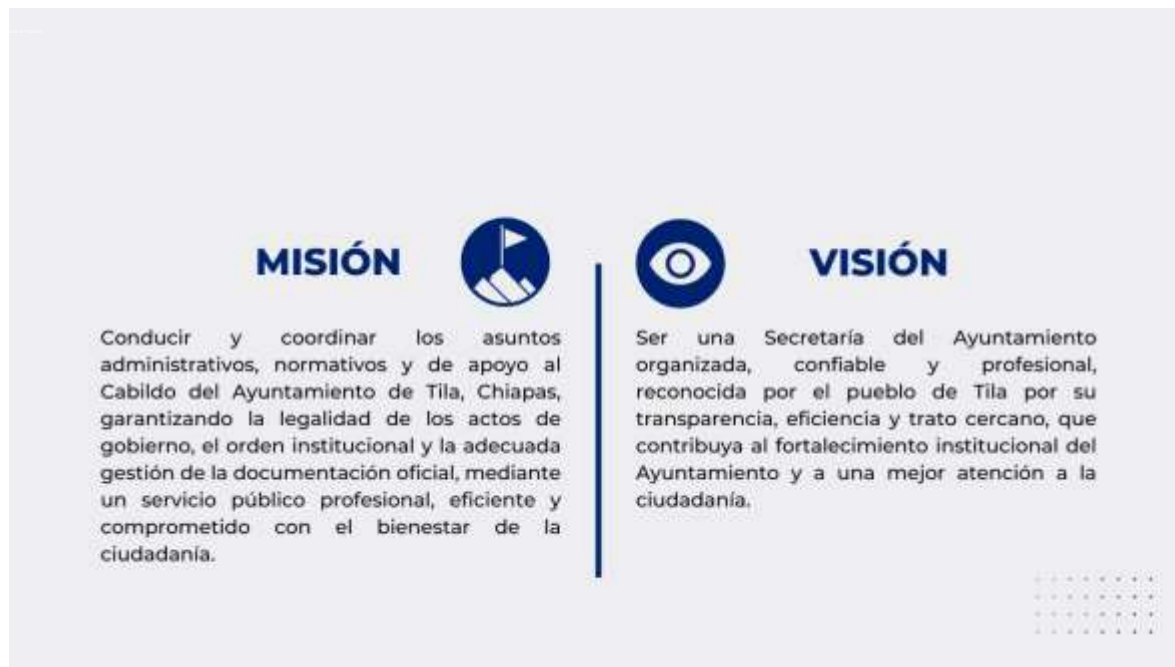 MISIÓN
Conducir y coordinar los asuntos
administrativos, normativos y de apoyo al
Cabildo del Ayuntamiento de Tila, Chiapas,
garantizando la legalidad de los actos de
gobierno, el orden institucional y la adecuada
gestión de la documentación oficial, mediante
un servicio público profesional, eficiente y
comprometido con el bienestar de la
ciudadanía.
VISIÓN
Ser una Secretaría del Ayuntamiento
organizada, confiable y profesional,
reconocida por el pueblo de Tila por su
transparencia, eficiencia y trato cercano, que
contribuya al fortalecimiento institucional del
Ayuntamiento y a una mejor atención a la
ciudadanía.